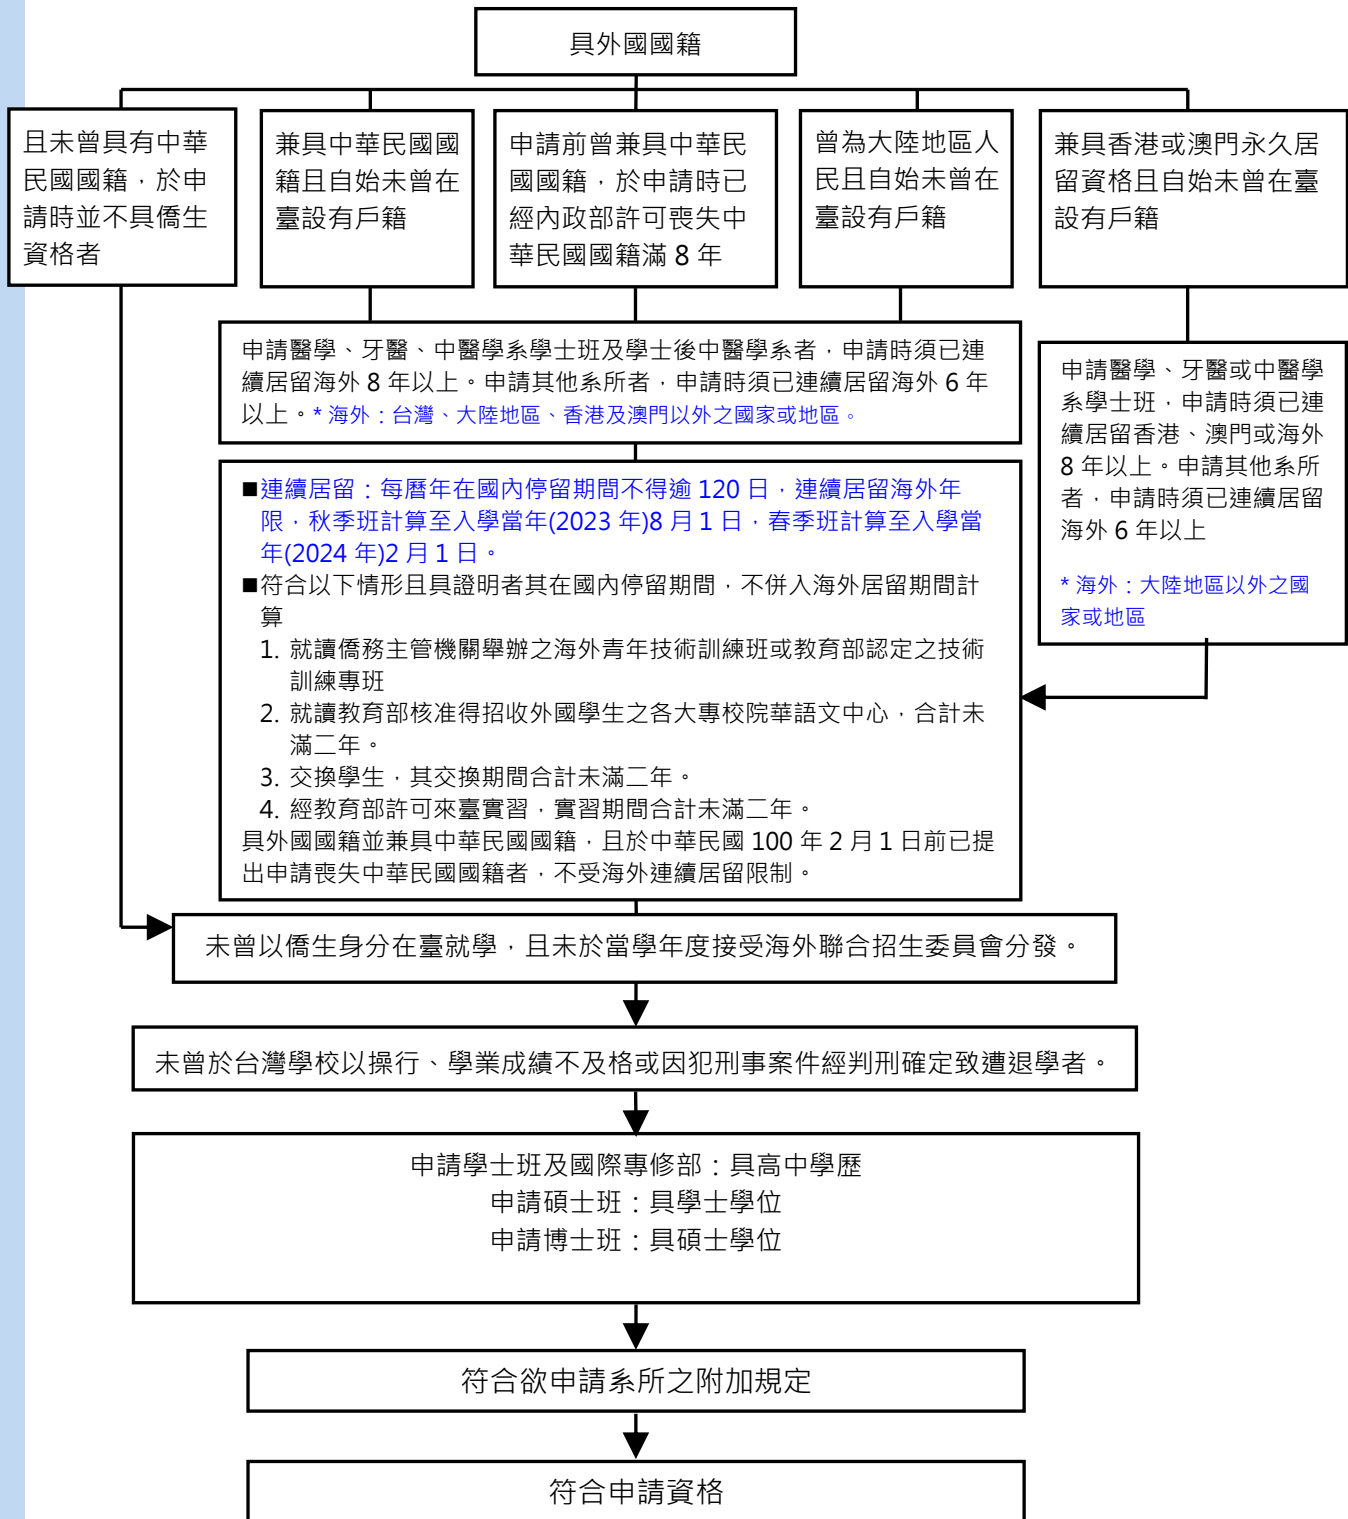 具外國國籍
且未曾具有中華
民國國籍，於申
請時並不具僑生
資格者
兼具中華民國國
籍且自始未曾在
臺設有戶籍
申請前曾兼具中華民
國國籍，於申請時已
經內政部許可喪失中
華民國國籍滿 8 年
曾為大陸地區人
民且自始未曾在
臺設有戶籍
兼具香港或澳門永久居
留資格且自始未曾在臺
設有戶籍
申請醫學、牙醫、中醫學系學士班及學士後中醫學系者，申請時須已連
續居留海外 8 年以上。申請其他系所者，申請時須已連續居留海外 6 年
以上。* 海外：台灣、大陸地區、香港及澳門以外之國家或地區。
申請醫學、牙醫或中醫學
系學士班，申請時須已連
續居留香港、澳門或海外
8 年以上。申請其他系所
者，申請時須已連續居留
海外 6 年以上
* 海外：大陸地區以外之國
家或地區
■連續居留：每曆年在國內停留期間不得逾 120 日，連續居留海外年
限，秋季班計算至入學當年(2023 年)8 月 1 日，春季班計算至入學當
年(2024 年)2 月 1 日。
■符合以下情形且具證明者其在國內停留期間，不併入海外居留期間計
算
1. 就讀僑務主管機關舉辦之海外青年技術訓練班或教育部認定之技術
訓練專班
2. 就讀教育部核准得招收外國學生之各大專校院華語文中心，合計未
滿二年。
3. 交換學生，其交換期間合計未滿二年。
4. 經教育部許可來臺實習，實習期間合計未滿二年。
具外國國籍並兼具中華民國國籍，且於中華民國 100 年 2 月 1 日前已提
出申請喪失中華民國國籍者，不受海外連續居留限制。
未曾以僑生身分在臺就學，且未於當學年度接受海外聯合招生委員會分發。
未曾於台灣學校以操行、學業成績不及格或因犯刑事案件經判刑確定致遭退學者。
申請學士班及國際專修部：具高中學歷
申請碩士班：具學士學位
申請博士班：具碩士學位
符合欲申請系所之附加規定
符合申請資格